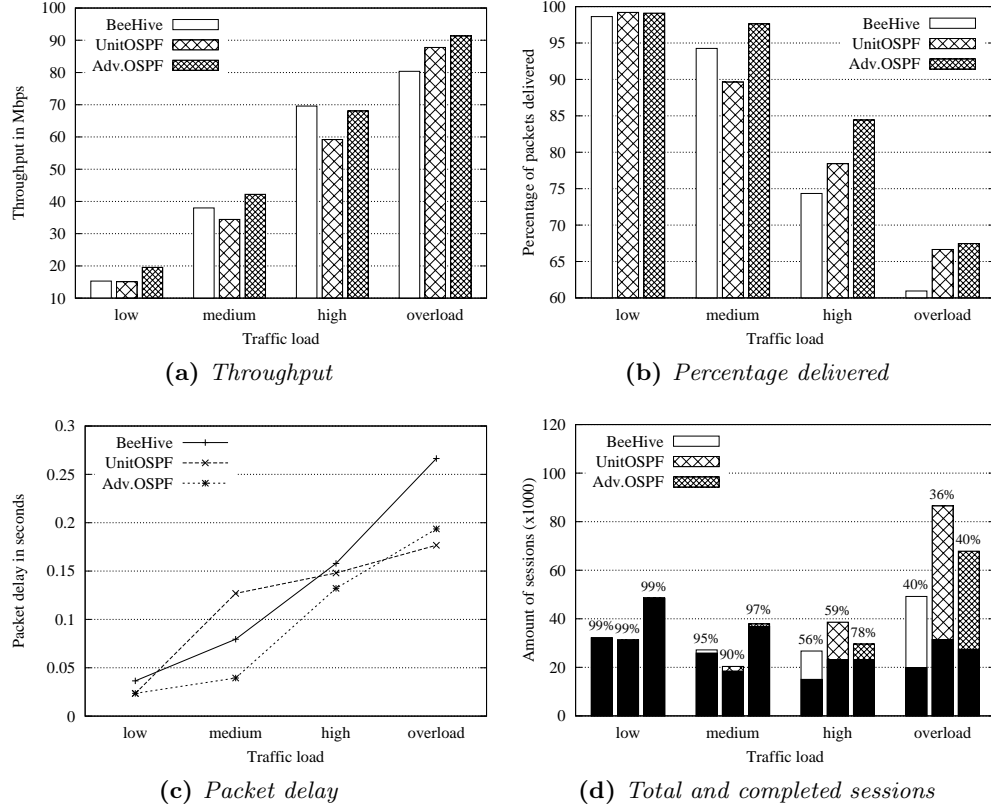 100
90
80
70
60
50
40
30
20
10
Throughput in Mbps
BeeHive
UnitOSPF
Adv.OSPF
low medium high overload
Traffic load
(a) Throughput
100
95
90
85
80
75
70
65
60
Percentage of packets delivered
BeeHive
UnitOSPF
Adv.OSPF
low medium high overload
Traffic load
(b) Percentage delivered
0.3
0.25
0.2
0.15
0.1
0.05
0
Packet delay in seconds
BeeHive
UnitOSPF
Adv.OSPF
low medium high overload
Traffic load
(c) Packet delay
120
100
80
60
40
20
0
Amount of sessions (x1000)
BeeHive
UnitOSPF
Adv.OSPF
99% 99% 99%
95% 90% 97%
56% 59% 78%
40% 36% 40%
low medium high overload
Traffic load
(d) Total and completed sessions